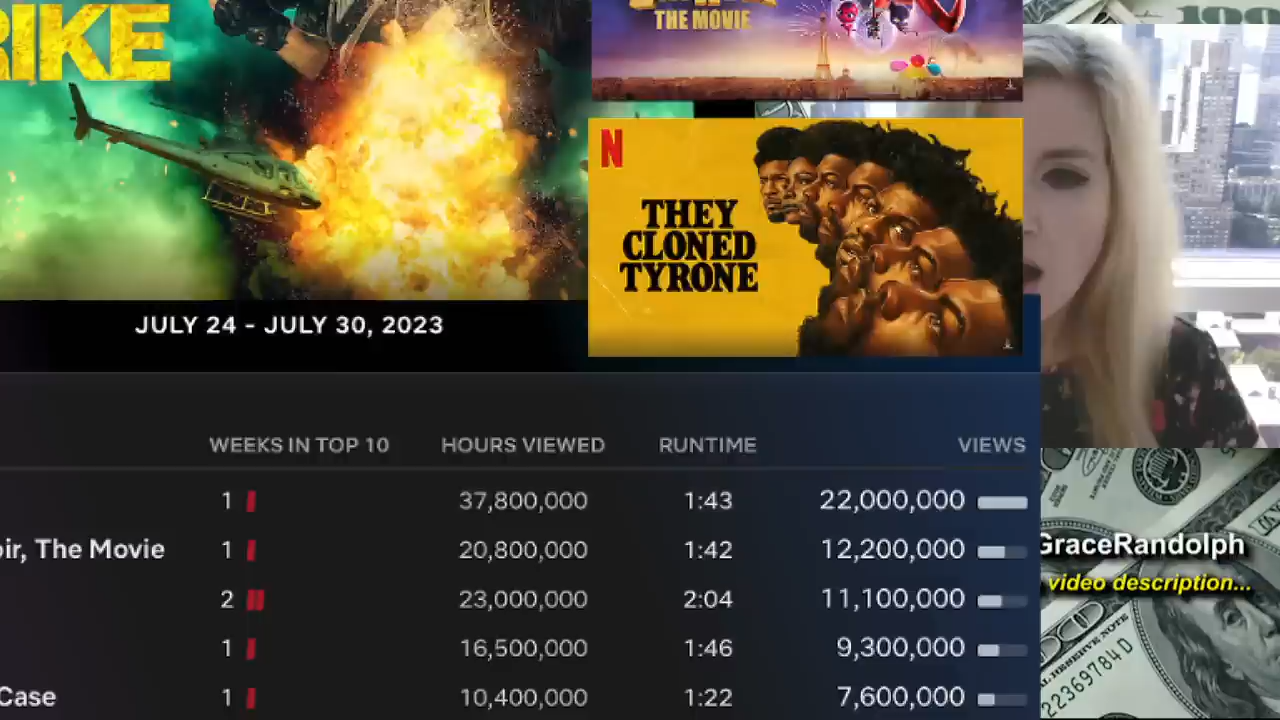 RIKE
THE MOVIE
100
N
THEY
CLONED
TYRONE
JULY 24 - JULY 30, 2023
WEEKS IN TOP 10 HOURS VIEWED RUNTIME VIEWS
1 37,800,000 1:43 22,000,000
oir, The Movie 1 20,800,000 1:42 12,200,000
2 23,000,000 2:04 11,100,000
1 16,500,000 1:46 9,300,000
Case 1 10,400,000 1:22 7,600,000
GraceRandolph
video description...
22369784D